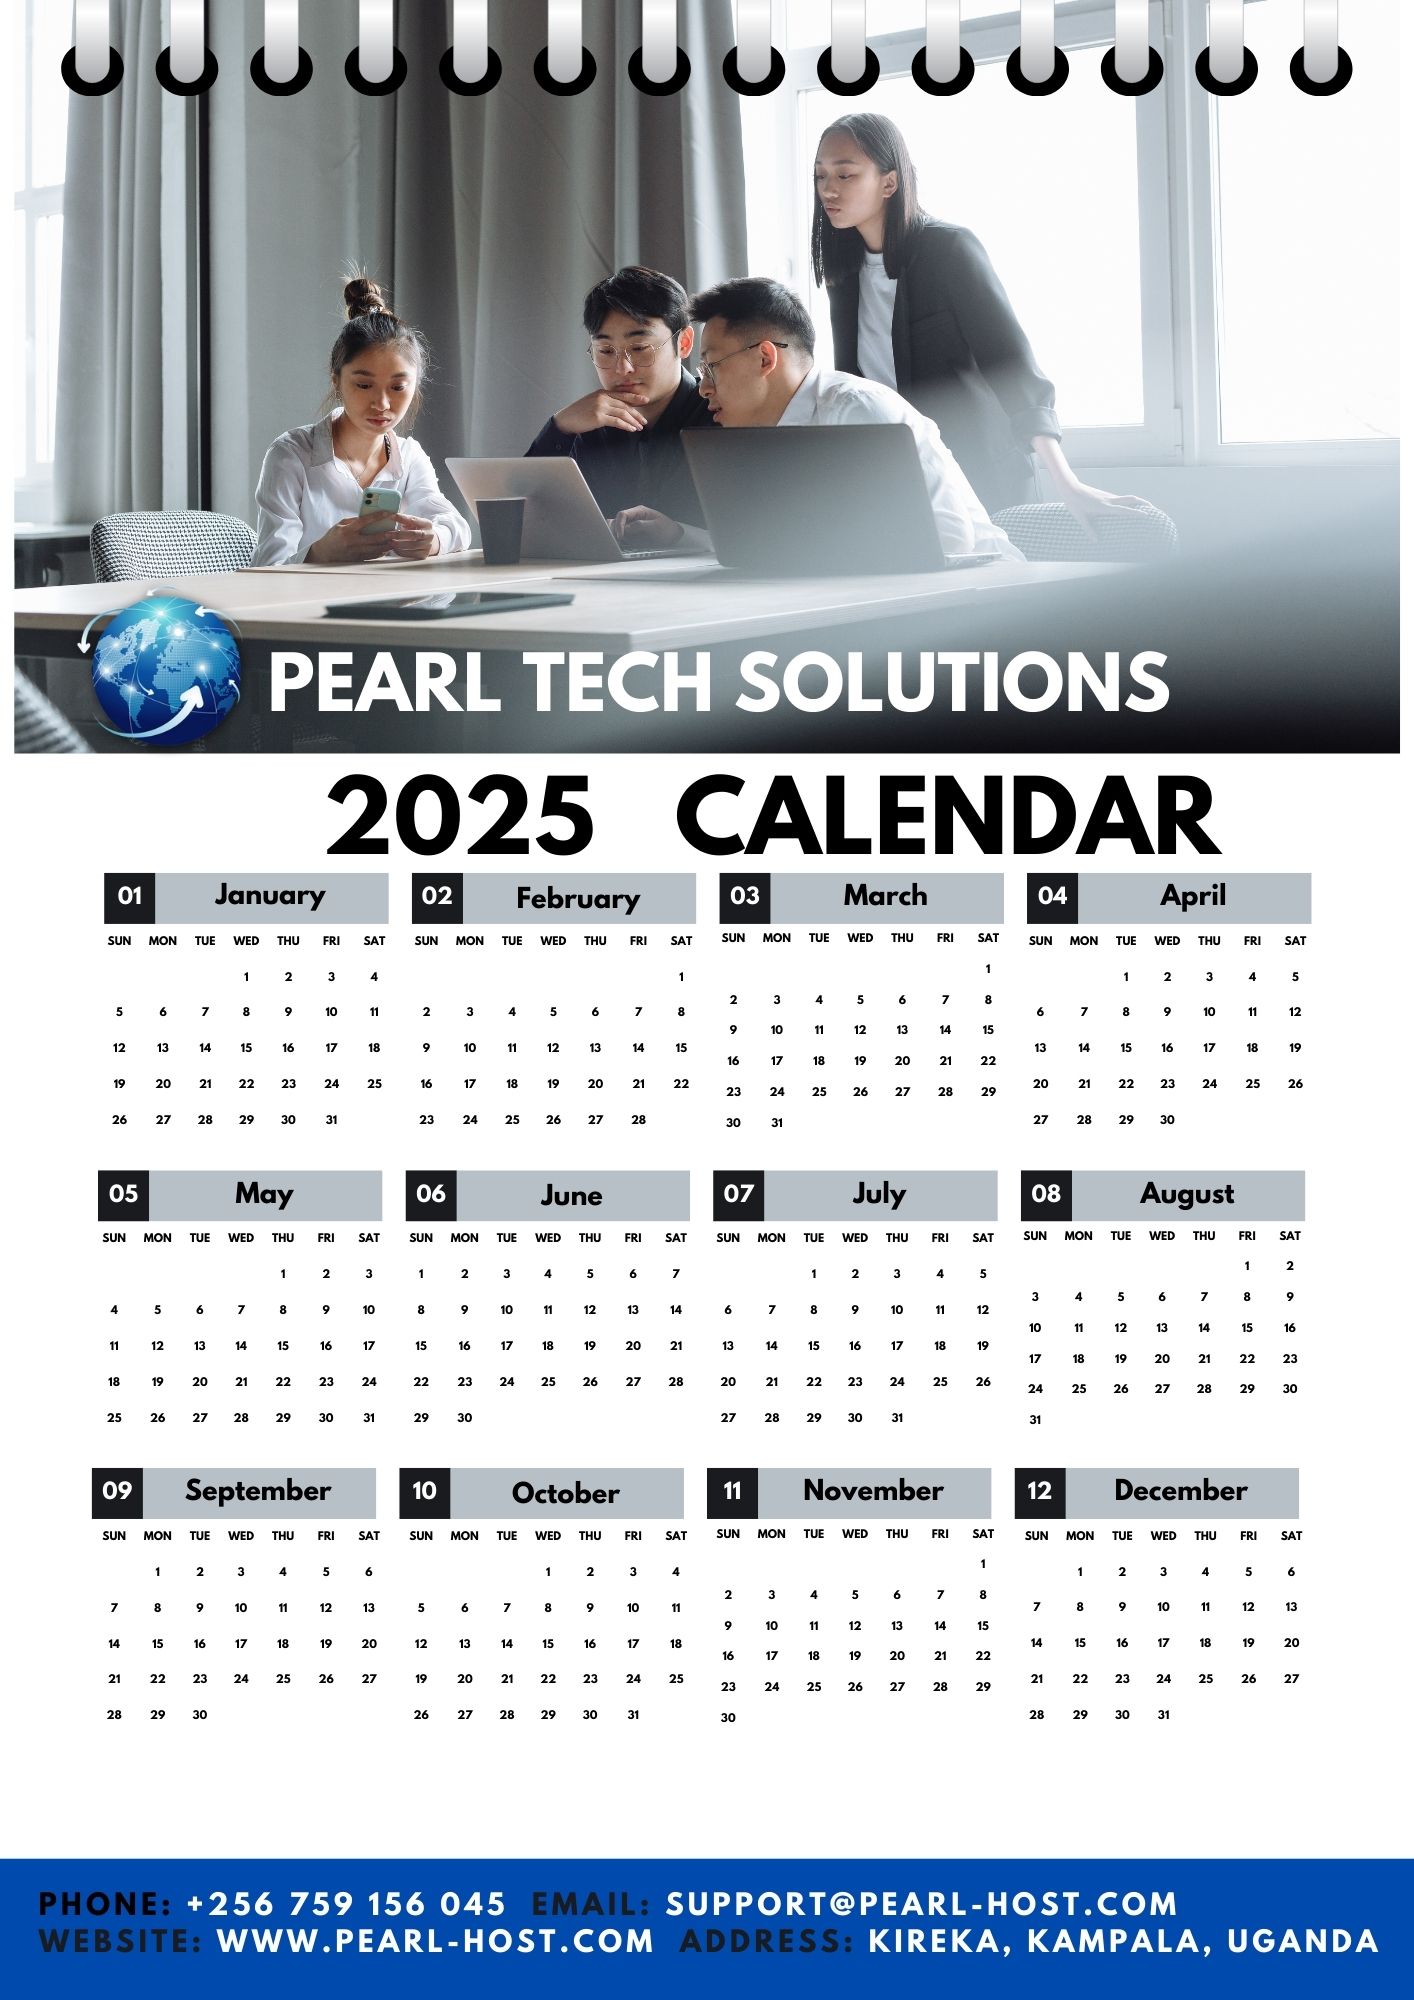 PEARL TECH SOLUTIONS
2025 CALENDAR
01 January
SUN MON TUE WED THU FRI SAT
1 2 3 4
5 6 7 8 9 10 11
12 13 14 15 16 17 18
19 20 21 22 23 24 25
26 27 28 29 30 31
02 February
SUN MON TUE WED THU FRI SAT
1
2 3 4 5 6 7 8
9 10 11 12 13 14 15
16 17 18 19 20 21 22
23 24 25 26 27 28
03 March
SUN MON TUE WED THU FRI SAT
1
2 3 4 5 6 7 8
9 10 11 12 13 14 15
16 17 18 19 20 21 22
23 24 25 26 27 28 29
30 31
04 April
SUN MON TUE WED THU FRI SAT
1 2 3 4 5
6 7 8 9 10 11 12
13 14 15 16 17 18 19
20 21 22 23 24 25 26
27 28 29 30
05 May
SUN MON TUE WED THU FRI SAT
1 2 3
4 5 6 7 8 9 10
11 12 13 14 15 16 17
18 19 20 21 22 23 24
25 26 27 28 29 30 31
06 June
SUN MON TUE WED THU FRI SAT
1 2 3 4 5 6 7
8 9 10 11 12 13 14
15 16 17 18 19 20 21
22 23 24 25 26 27 28
29 30
07 July
SUN MON TUE WED THU FRI SAT
1 2 3 4 5
6 7 8 9 10 11 12
13 14 15 16 17 18 19
20 21 22 23 24 25 26
27 28 29 30 31
08 August
SUN MON TUE WED THU FRI SAT
1 2
3 4 5 6 7 8 9
10 11 12 13 14 15 16
17 18 19 20 21 22 23
24 25 26 27 28 29 30
31
09 September
SUN MON TUE WED THU FRI SAT
1 2 3 4 5 6
7 8 9 10 11 12 13
14 15 16 17 18 19 20
21 22 23 24 25 26 27
28 29 30
10 October
SUN MON TUE WED THU FRI SAT
1 2 3 4
5 6 7 8 9 10 11
12 13 14 15 16 17 18
19 20 21 22 23 24 25
26 27 28 29 30 31
11 November
SUN MON TUE WED THU FRI SAT
1
2 3 4 5 6 7 8
9 10 11 12 13 14 15
16 17 18 19 20 21 22
23 24 25 26 27 28 29
30
12 December
SUN MON TUE WED THU FRI SAT
1 2 3 4 5 6
7 8 9 10 11 12 13
14 15 16 17 18 19 20
21 22 23 24 25 26 27
28 29 30 31
PHONE: +256 759 156 045 EMAIL: SUPPORT@PEARL-HOST.COM
WEBSITE: WWW.PEARL-HOST.COM ADDRESS: KIREKA, KAMPALA, UGANDA